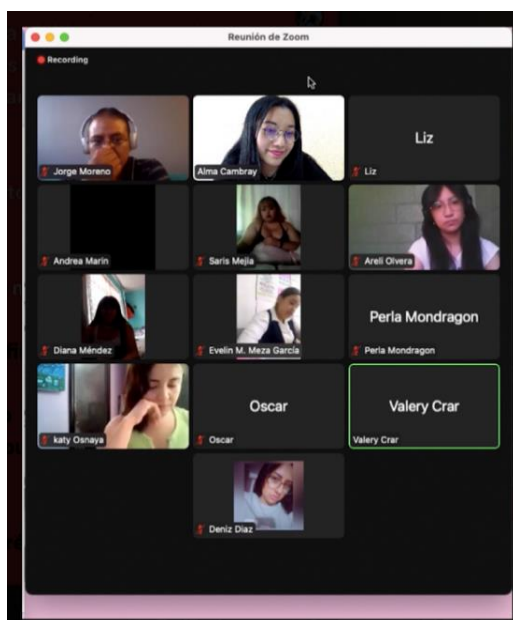 Reunión de Zoom
Recording
Jorge Moreno
Alma Cambray
Liz
Liz
Andrea Marin
Saris Mejia
Areli Olvera
Diana Méndez
Evelin M. Meza García
Perla Mondragon
Perla Mondragon
katy Osnaya
Oscar
Oscar
Valery Crar
Valery Crar
Deniz Diaz